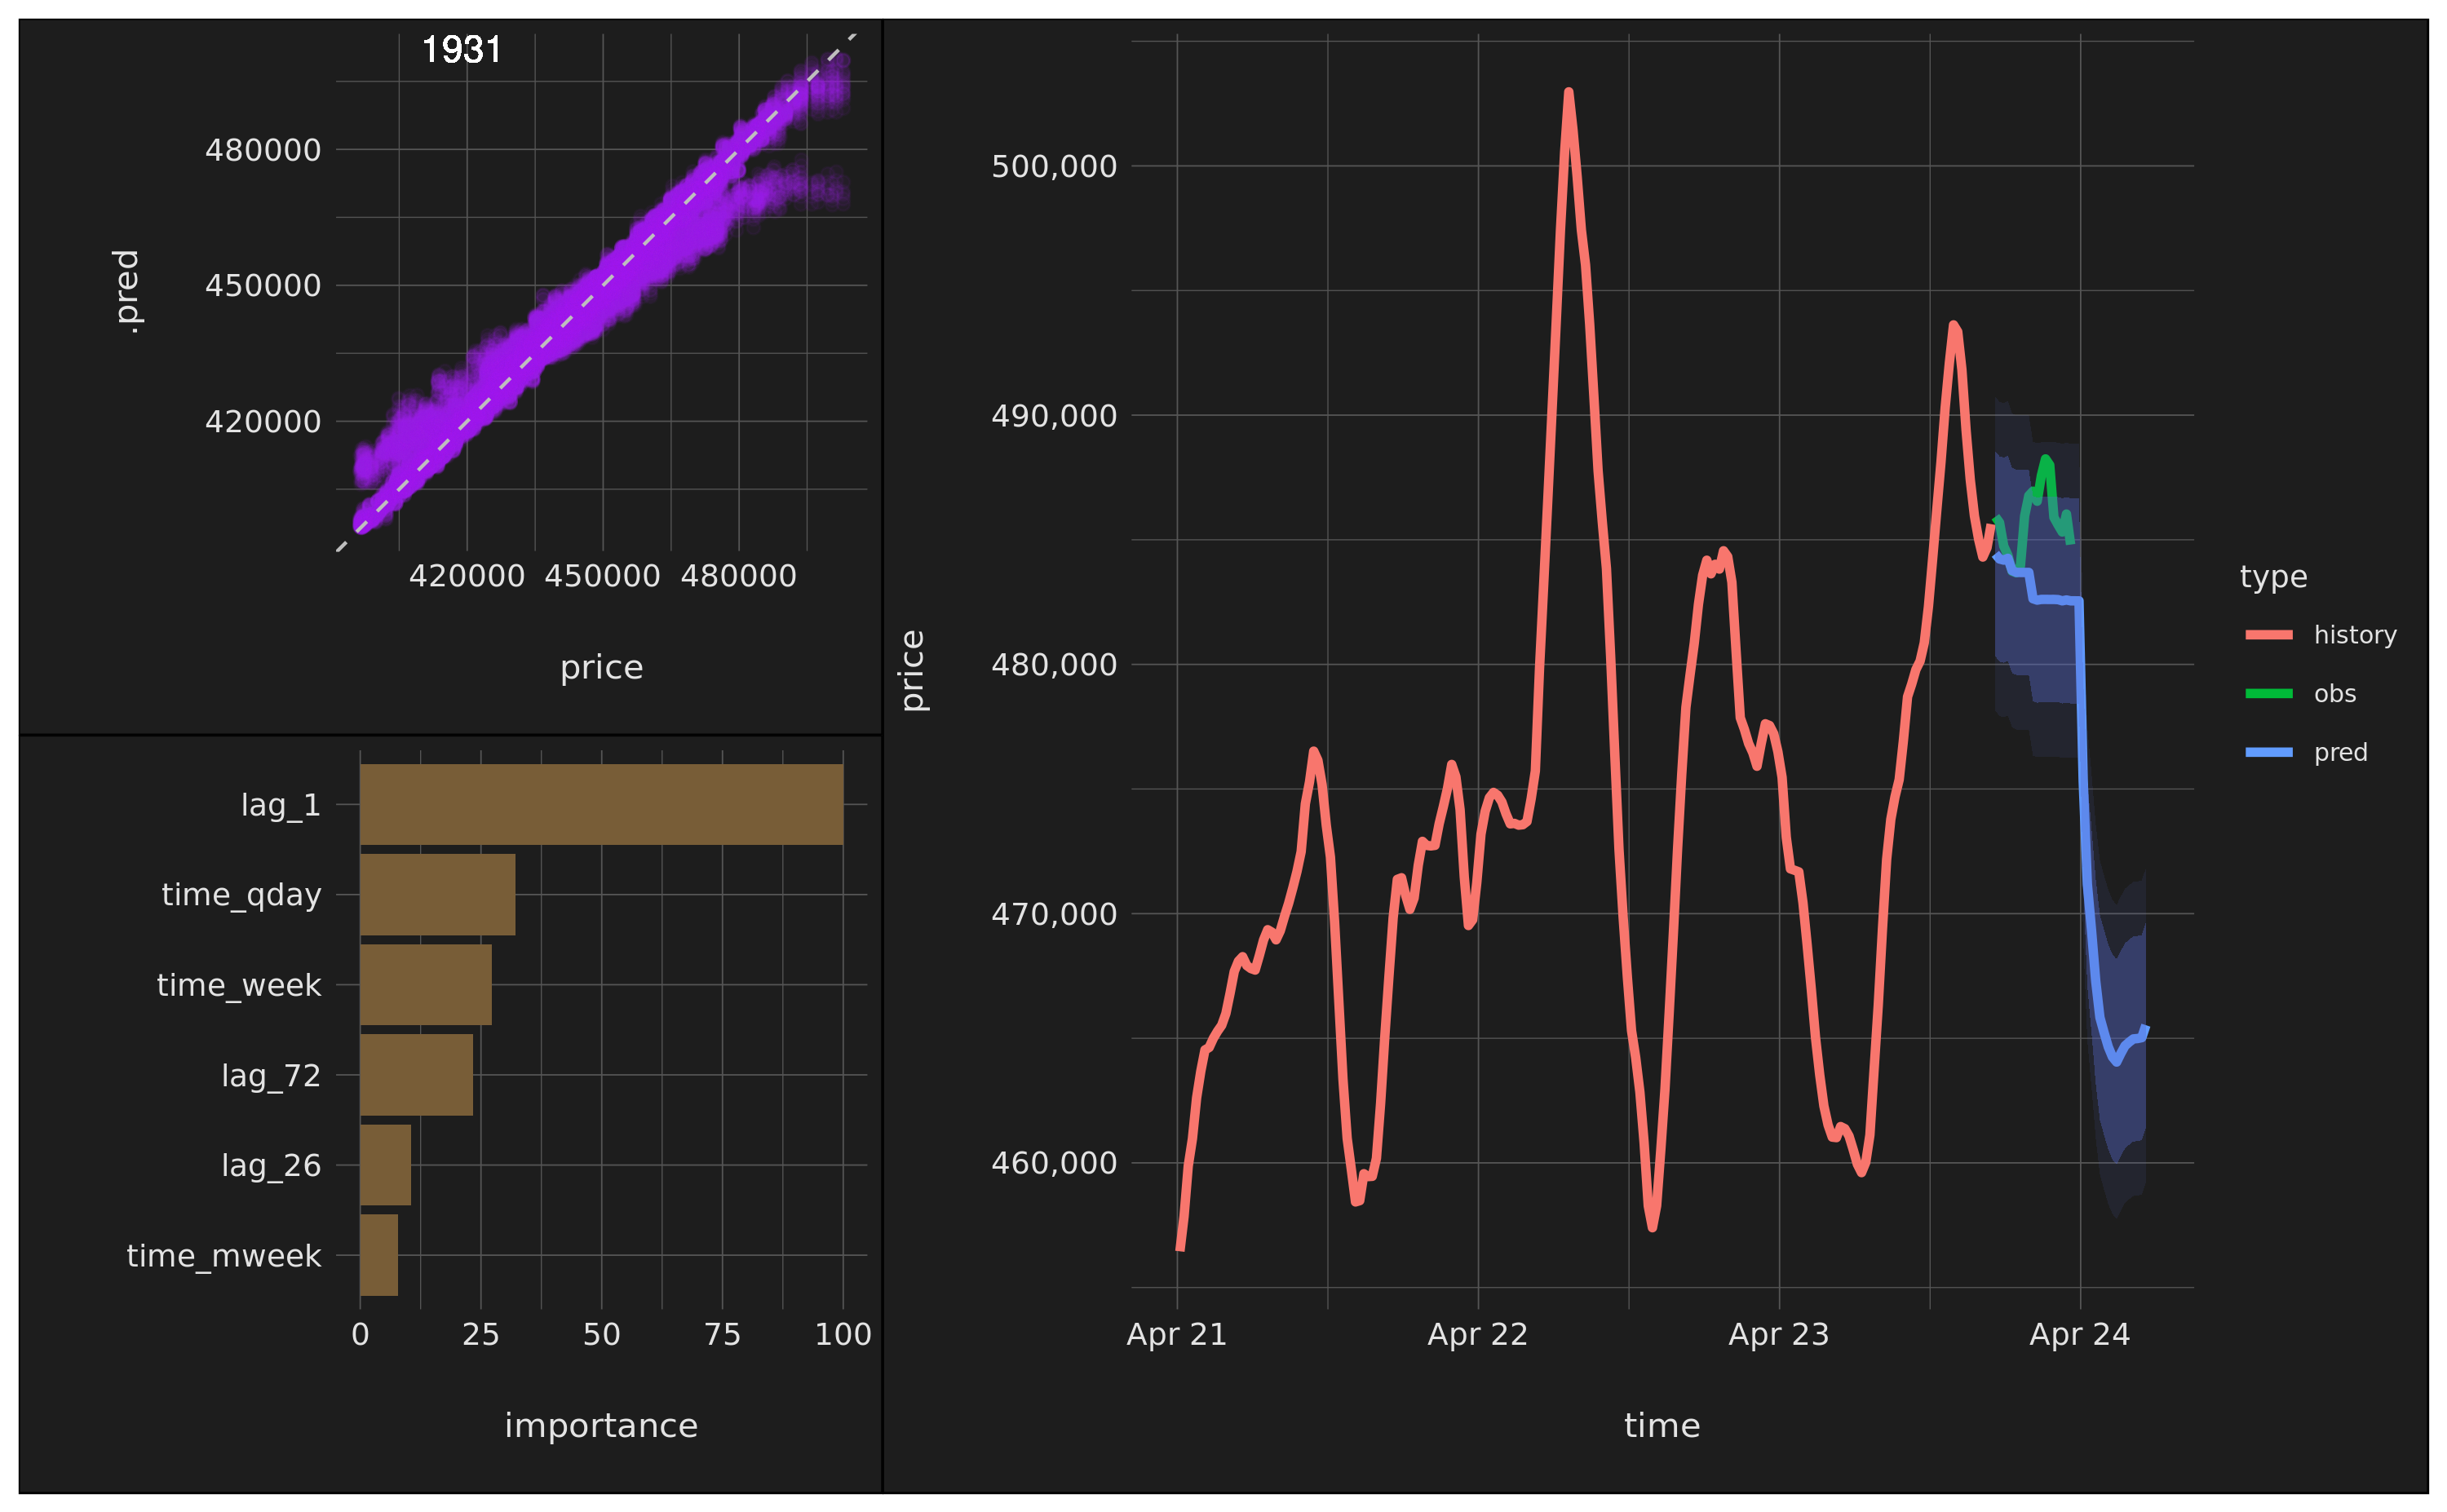 1931
.pred
480000
450000
420000
420000 450000 480000
price
lag_1
time_qday
time_week
lag_72
lag_26
time_mweek
0 25 50 75 100
importance
price
500,000
490,000
480,000
470,000
460,000
Apr 21 Apr 22 Apr 23 Apr 24
time
type
history
obs
pred